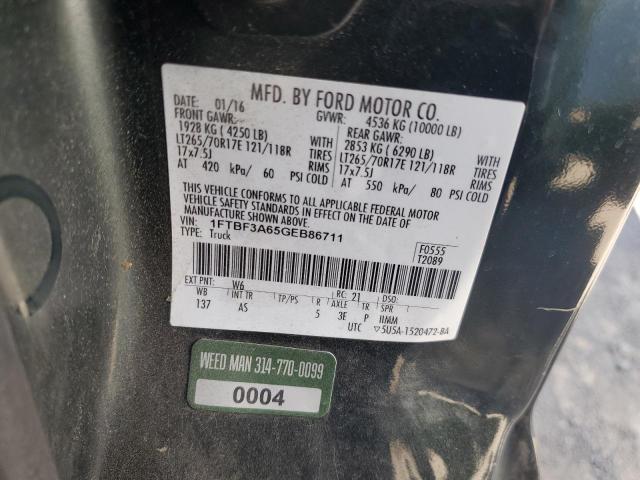 MFD. BY FORD MOTOR CO.
DATE: 01/16 GVWR: 4536 KG (10000 LB)
FRONT GAWR: REAR GAWR:
1928 KG (4250 LB) WITH 2853 KG (6290 LB) WITH
LT265/70R17E 121/118R TIRES LT265/70R17E 121/118R TIRES
17x7.5J RIMS 17x7.5J RIMS
AT 420 kPa/ 60 PSI COLD AT 550 kPa/ 80 PSI COLD
THIS VEHICLE CONFORMS TO ALL APPLICABLE FEDERAL MOTOR
VEHICLE SAFETY STANDARDS IN EFFECT ON THE DATE OF
MANUFACTURE SHOWN ABOVE.
VIN: 1FTBF3A65GEB86711
TYPE: Truck
F0555
T2089
EXT PNT: W6 RC: 21 DSO:
WB INT TR TP/PS R AXLE TR SPR
137 AS 5 3E P IIMM
UTC ▽5U5A-1520472-BA
WEED MAN 314-770-0099
0004